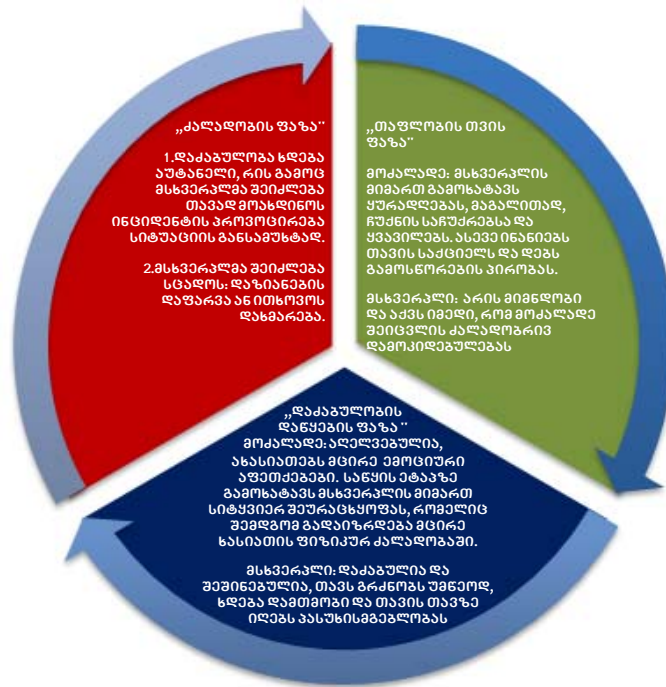 „ძალადობის ფაზა"
1.დაძაბულობა ხდება
აუტანელი, რის გამოც
მსხვერპლმა შეიძლება
თავად მოახდინოს
ინციდენტის პროვოცირება
სიტუაციის განსამუხტად.
2.მსხვერპლმა შეიძლება
სცადოს: დაზიანების
დაფარვა ან ითხოვოს
დახმარება.
„თაფლობის თვის
ფაზა"
მოძალადე: მსხვერპლის
მიმართ გამოხატავს
ყურადღებას, მაგალითად,
ჩუქნის საჩუქრებსა და
ყვავილებს. ასევე ინანიებს
თავის საქციელს და დებს
გამოსწორების პირობას.
მსხვერპლი: არის მიმნდობი
და აქვს იმედი, რომ მოძალადე
შეიცვლის ძალადობრივ
დამოკიდებულებას
„დაძაბულობის
დაწყების ფაზა "
მოძალადე: აღელვებულია,
ახასიათებს მცირე ემოციური
აფეთქებები. საწყის ეტაპზე
გამოხატავს მსხვერპლის მიმართ
სიტყვიერ შეურაცხყოფას, რომელიც
შემდგომ გადაიზრდება მცირე
ხასიათის ფიზიკურ ძალადობაში.
მსხვერპლი: დაძაბულია და
შეშინებულია, თავს გრძნობს უმწეოდ,
ხდება დამთმობი და თავის თავზე
იღებს პასუხისმგებლობას